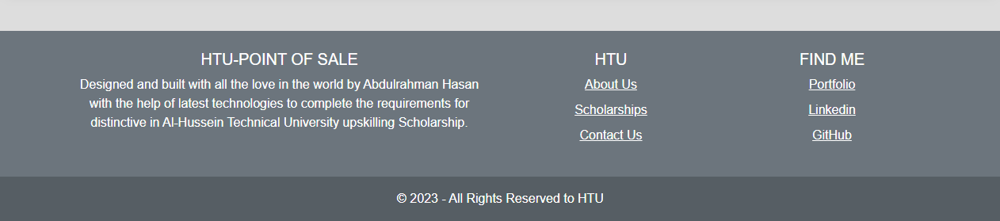 HTU-POINT OF SALE
Designed and built with all the love in the world by Abdulrahman Hasan
with the help of latest technologies to complete the requirements for
distinctive in Al-Hussein Technical University upskilling Scholarship.
HTU
About Us
Scholarships
Contact Us
FIND ME
Portfolio
Linkedin
GitHub
© 2023 - All Rights Reserved to HTU